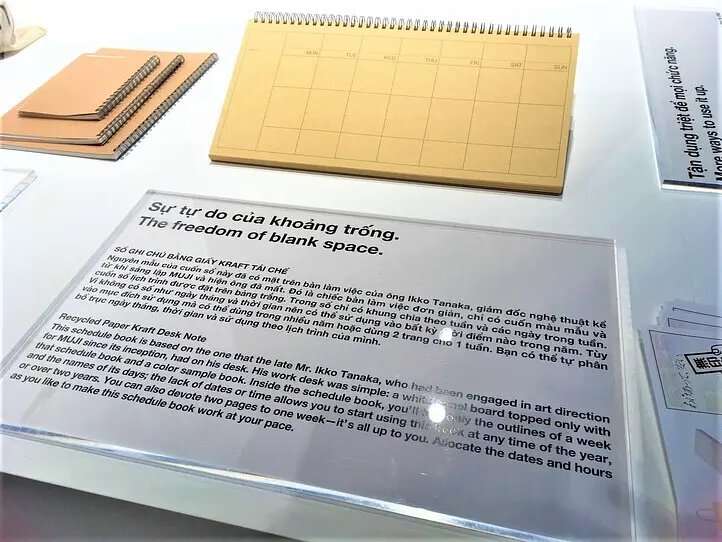 MON TUE WED THU FRI SAT SUN
Tận dụng triệt để mọi chức năng.
More ways to use it up.
Sự tự do của khoảng trống.
The freedom of blank space.
SỔ GHI CHÚ BẰNG GIẤY KRAFT TÁI CHẾ
Nguyên mẫu của cuốn sổ này đã có mặt trên bàn làm việc của ông Ikko Tanaka, giám đốc nghệ thuật kể
từ khi sáng lập MUJI và hiện ông đã mất. Đó là chiếc bàn làm việc đơn giản, chỉ có cuốn màu mẫu và
cuốn sổ lịch trình được đặt trên bảng trắng. Trong sổ chỉ có khung chia theo tuần và các ngày trong tuần.
Vì không có số như ngày tháng và thời gian nên có thể sử dụng vào bất kỳ thời điểm nào trong năm. Tùy
vào mục đích sử dụng mà có thể dùng trong nhiều năm hoặc dùng 2 trang cho 1 tuần. Bạn có thể tự phân
bổ trục ngày tháng, thời gian và sử dụng theo lịch trình của mình.
Recycled Paper Kraft Desk Note
This schedule book is based on the one that the late Mr. Ikko Tanaka, who had been engaged in art direction
for MUJI since its inception, had on his desk. His work desk was simple: a white board topped only with
that schedule book and a color sample book. Inside the schedule book, you'll only the outlines of a week
and the names of its days; the lack of dates or time allows you to start using this book at any time of the year,
or over two years. You can also devote two pages to one week—it's all up to you. Allocate the dates and hours
as you like to make this schedule book work at your pace.